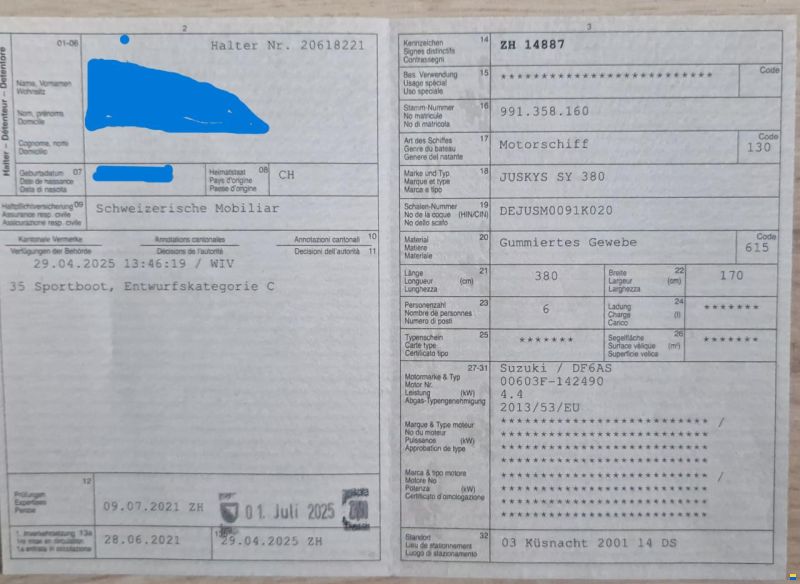 2
Halter – Détenteur – Detentore
01-06
Halter Nr. 20618221
Name, Vornamen
Wohnsitz
Nom, prénoms
Domicile
Cognome, nomi
Domicilio
Geburtsdatum 07
Date de naissance
Data di nascita
Heimatstaat 08
Pays d'origine
Paese d'origine
CH
Haftpflichtversicherung 09
Assurance resp. civile
Assicurazione resp. civile
Schweizerische Mobiliar
Kantonale Vermerke Annotations cantonales Annotazioni cantonali 10
Verfügungen der Behörde Décisions de l'autorité Decisioni dell'autorità 11
29.04.2025 13:46:19 / WIV
35 Sportboot, Entwurfskategorie C
12
Prüfungen
Expertises
Perizie
09.07.2021 ZH
01. Juli 2025
1. Inverkehrsetzung 13a
1re mise en circulation
1a entrata in circolazione
28.06.2021
29.04.2025 ZH
3
Kennzeichen 14
Signes distinctifs
Contrassegni
ZH 14887
Bes. Verwendung 15
Usage spécial
Uso speciale
**************************
Code
Stamm-Nummer 16
No matricule
No di matricola
991.358.160
Art des Schiffes 17
Genre du bateau
Genere del natante
Motorschiff
Code
130
Marke und Typ 18
Marque et type
Marca e tipo
JUSKYS SY 380
Schalen-Nummer 19
No de la coque (HIN/CIN)
No dello scafo
DEJUSM0091K020
Material 20
Matière
Materiale
Gummiertes Gewebe
Code
615
Länge 21
Longueur (cm)
Lunghezza
380
Breite 22
Largeur (cm)
Larghezza
170
Personenzahl 23
Nombre de personnes
Numero di posti
6
Ladung 24
Charge (t)
Carico
*******
Typenschein 25
Carte type
Certificato tipo
*******
Segelfläche 26
Surface vélique (m²)
Superficie velica
*******
27-31
Motormarke & Typ
Motor Nr.
Leistung (kW)
Abgas-Typengenehmigung
Suzuki / DF6AS
00603F-142490
4.4
2013/53/EU
Marque & Type moteur
No du moteur
Puissance (kW)
Approbation de type
************************* /
*************************
*************************
*************************
Marca & tipo motore
Motore No
Potenza (kW)
Certificato d'omologazione
************************* /
*************************
*************************
*************************
Standort 32
Lieu de stationnement
Luogo di stazionamento
03 Küsnacht 2001 14 DS